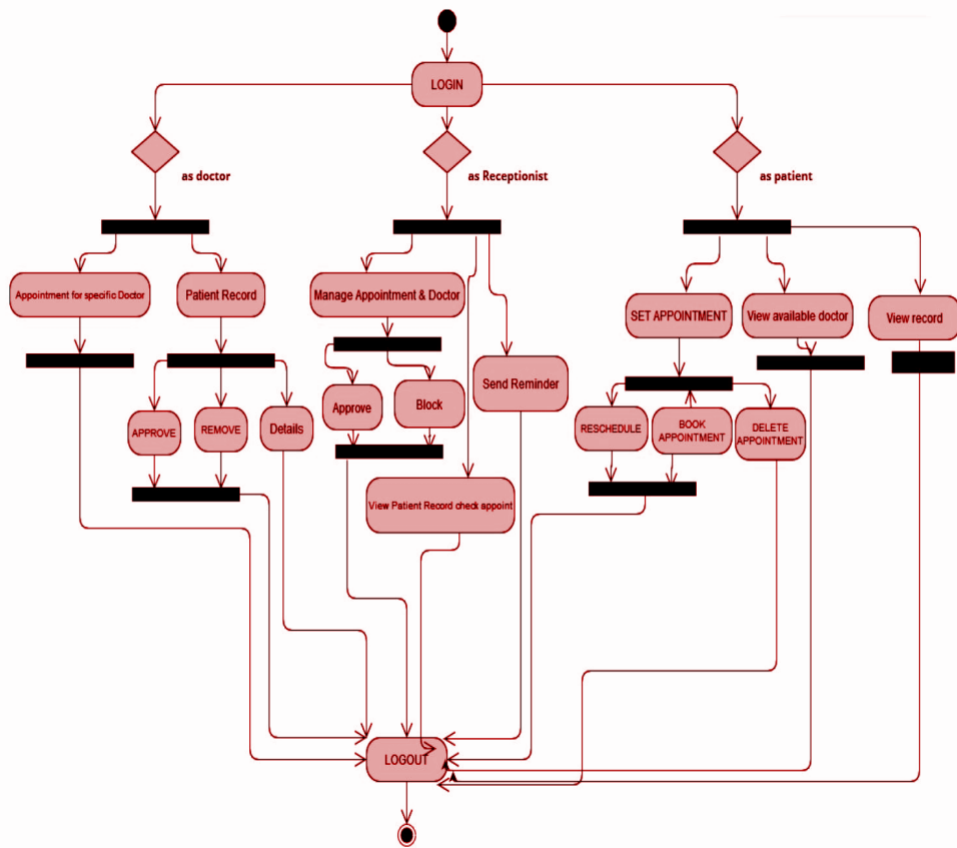 LOGIN
as doctor
as Receptionist
as patient
Appointment for specific Doctor
Patient Record
Manage Appointment & Doctor
SET APPOINTMENT
View available doctor
View record
Send Reminder
APPROVE
REMOVE
Details
Approve
Block
RESCHEDULE
BOOK
APPOINTMENT
DELETE
APPOINTMENT
View Patient Record check appoint
LOGOUT